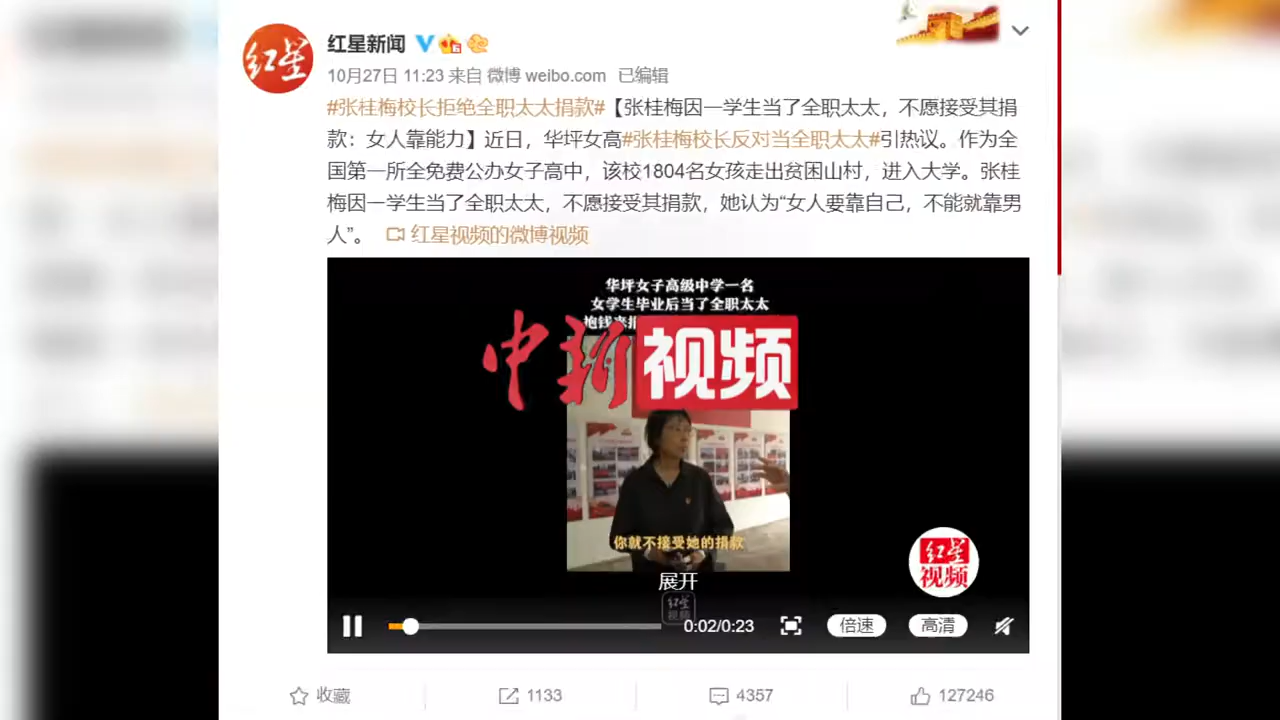 红星
红星新闻
10月27日 11:23 来自 微博 weibo.com 已编辑
#张桂梅校长拒绝全职太太捐款#【张桂梅因一学生当了全职太太，不愿接受其捐
款：女人靠能力】近日，华坪女高#张桂梅校长反对当全职太太#引热议。作为全
国第一所全免费公办女子高中，该校1804名女孩走出贫困山村，进入大学。张桂
梅因一学生当了全职太太，不愿接受其捐款，她认为“女人要靠自己，不能就靠男
人”。 红星视频的微博视频
华坪女子高级中学一名
女学生毕业后当了全职太太
中新视频
你就不接受她的捐款
红星
视频
展开
红星
视频
0:02/0:23
倍速
高清
收藏
1133
4357
127246